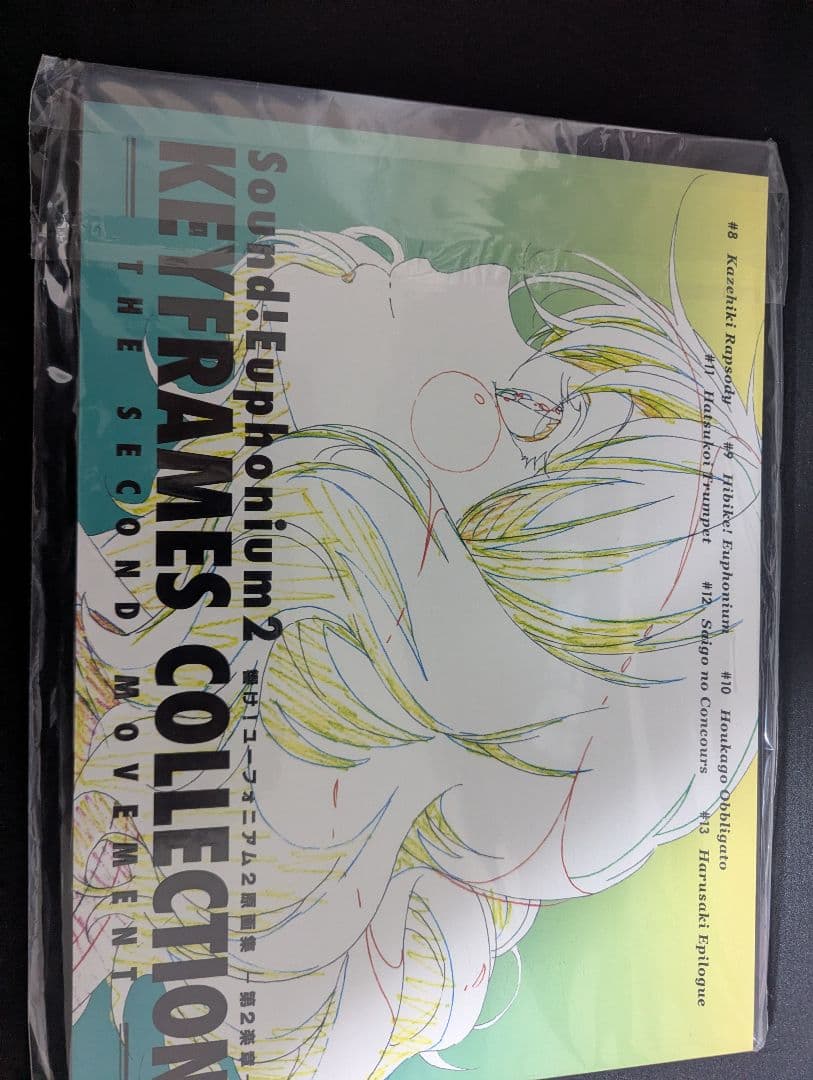 #8 Kazehiki Rapsody #9 Hibike! Euphonium #10 Houkago Obbligato
#11 Hatsukoi Trumpet #12 Saigo no Concours #13 Harusaki Epilogue
Sound! Euphonium 2 響け!ユーフォニアム2原画集 ―第2楽章―
KEYFRAMES COLLECTION
THE SECOND MOVEMENT